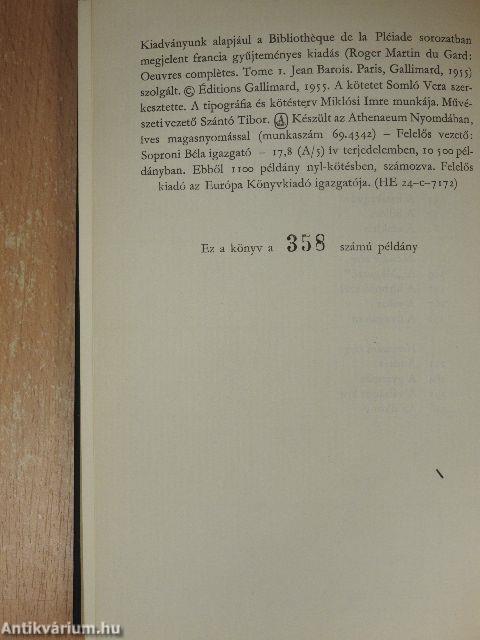 Kiadványunk alapjául a Bibliothèque de la Pléiade sorozatban
megjelent francia gyűjteményes kiadás (Roger Martin du Gard:
Oeuvres complètes. Tome 1. Jean Barois. Paris, Gallimard, 1955)
szolgált. © Éditions Gallimard, 1955. A kötetet Somló Vera szer-
kesztette. A tipográfia és kötésterv Miklósi Imre munkája. Művé-
szeti vezető Szántó Tibor. Ⓐ Készült az Athenaeum Nyomdában,
íves magasnyomással (munkaszám 69.4342) – Felelős vezető:
Soproni Béla igazgató – 17,8 (A/5) ív terjedelemben, 10 500 pél-
dányban. Ebből 1100 példány nyl-kötésben, számozva. Felelős
kiadó az Európa Könyvkiadó igazgatója. (HE 24-c-7172)
Ez a könyv a 358 számú példány
Antikvárium.hu